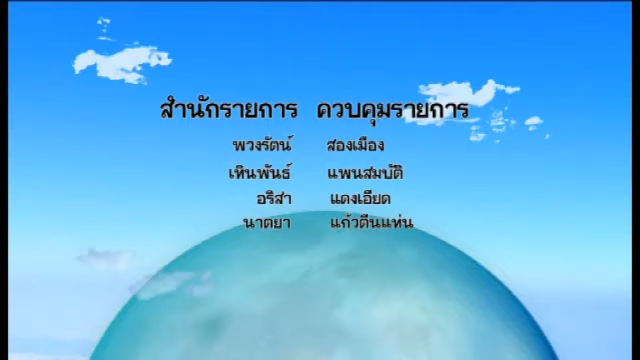 สำนักรายการ ควบคุมรายการ
พวงรัตน์ สองเมือง
เทินพันธ์ แพนสมบัติ
อริสา แดงเอียด
นาตยา แก้วตีนแท่น